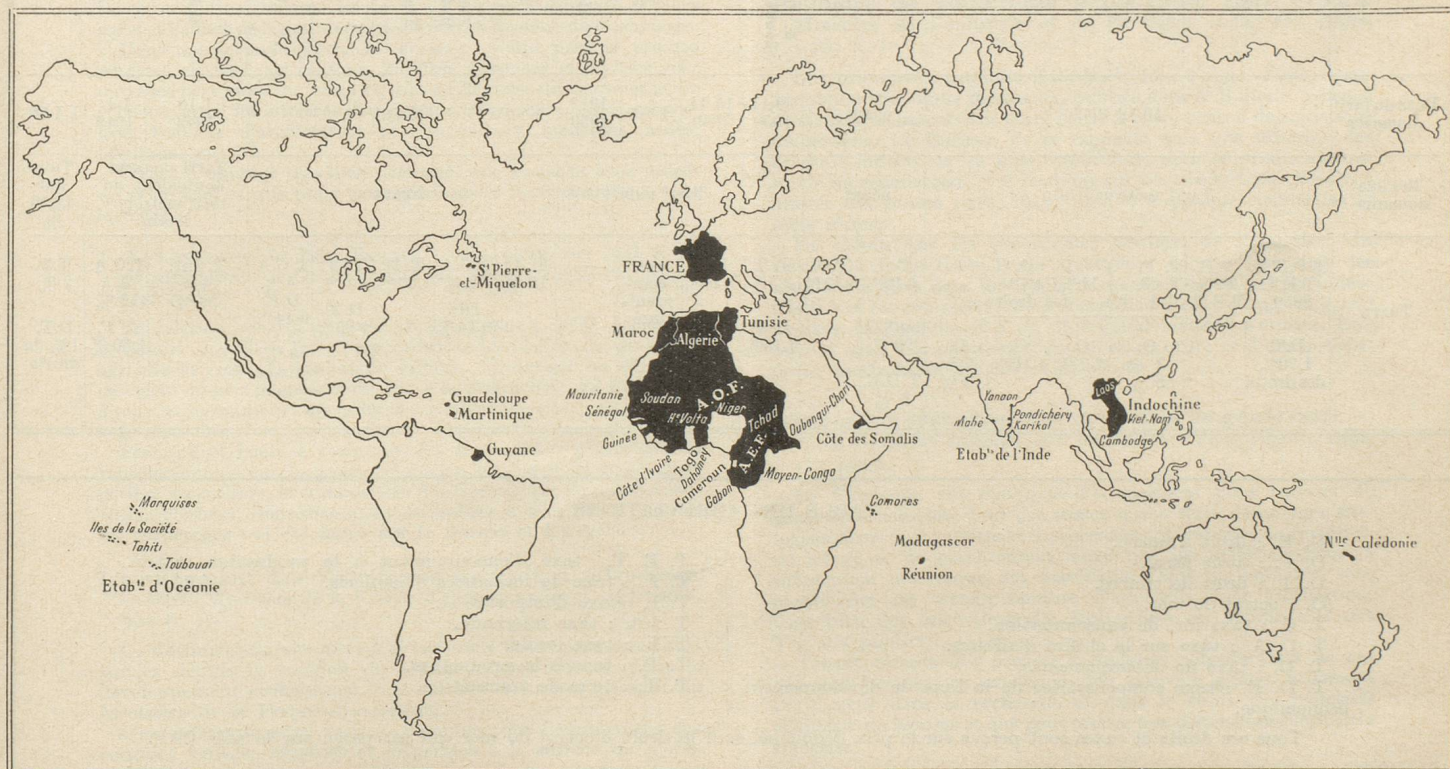 St Pierre-
et-Miquelon
FRANCE
Maroc
Algérie
Tunisie
Guadeloupe
Martinique
Guyane
Mauritanie
Sénégal
Soudan
A.O.F.
Hte Volta
Niger
Guinée
Côte d'Ivoire
Togo
Dahomey
Cameroun
Gabon
A.E.F.
Tchad
Oubangui-Chari
Moyen-Congo
Côte des Somalis
Yanaon
Mahe
Pondichéry
Karikal
Etabts de l'Inde
Laos
Indochine
Viet-Nam
Cambodge
Marquises
Iles de la Société
Tahiti
Toubouaï
Etabts d'Océanie
Comores
Madagascar
Réunion
Nlle Calédonie